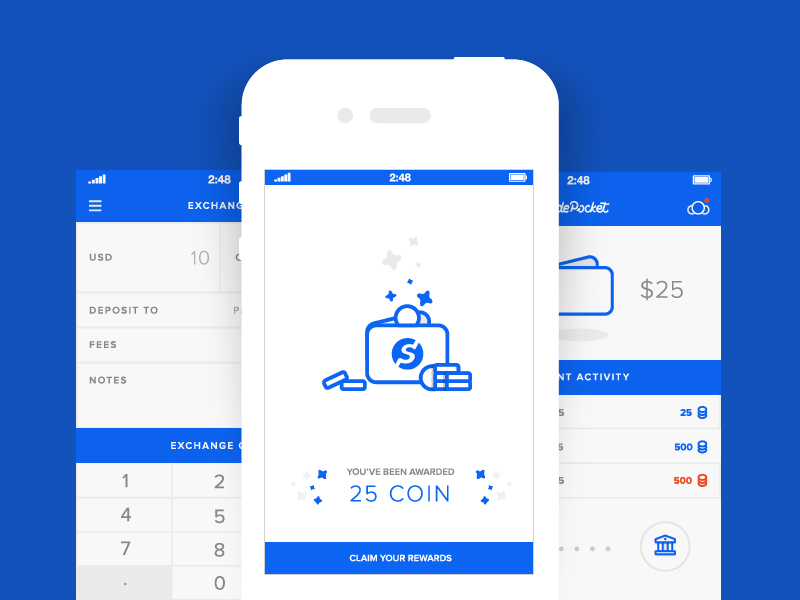 2:48
EXCHANG
USD
10
DEPOSIT TO
FEES
NOTES
EXCHANGE
1
2
4
5
7
8
.
0
2:48
S
YOU'VE BEEN AWARDED
25 COIN
CLAIM YOUR REWARDS
2:48
dePocket
$25
NT ACTIVITY
5
25
5
500
5
500